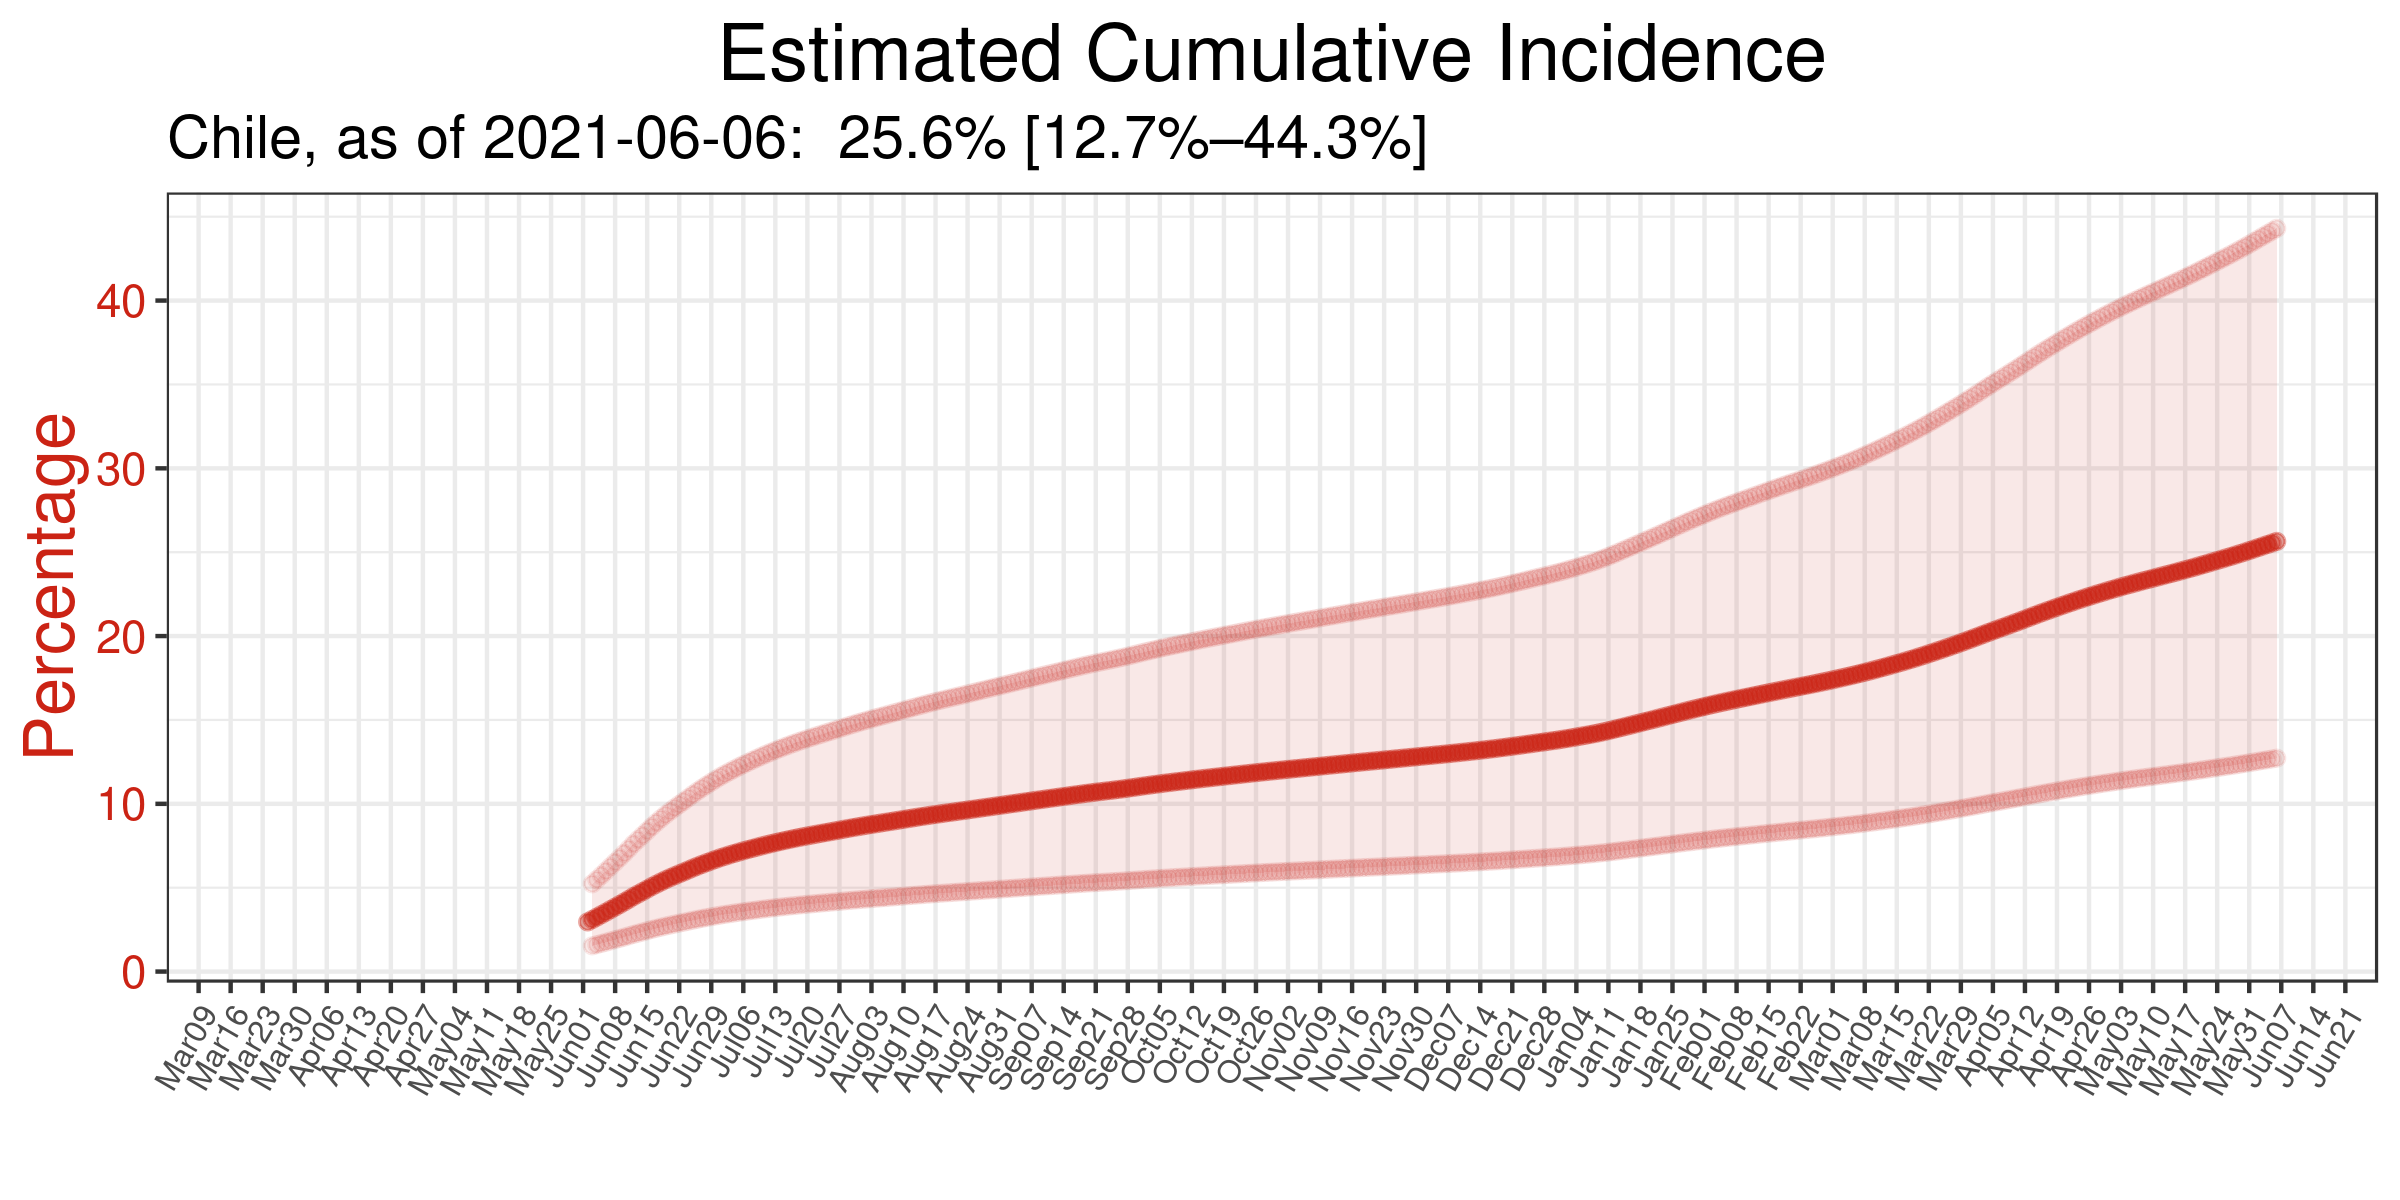 Estimated Cumulative Incidence
Chile, as of 2021-06-06:  25.6% [12.7%–44.3%]
Percentage
40
30
20
10
0
Mar09
Mar16
Mar23
Mar30
Apr06
Apr13
Apr20
Apr27
May04
May11
May18
May25
Jun01
Jun08
Jun15
Jun22
Jun29
Jul06
Jul13
Jul20
Jul27
Aug03
Aug10
Aug17
Aug24
Aug31
Sep07
Sep14
Sep21
Sep28
Oct05
Oct12
Oct19
Oct26
Nov02
Nov09
Nov16
Nov23
Nov30
Dec07
Dec14
Dec21
Dec28
Jan04
Jan11
Jan18
Jan25
Feb01
Feb08
Feb15
Feb22
Mar01
Mar08
Mar15
Mar22
Mar29
Apr05
Apr12
Apr19
Apr26
May03
May10
May17
May24
May31
Jun07
Jun14
Jun21